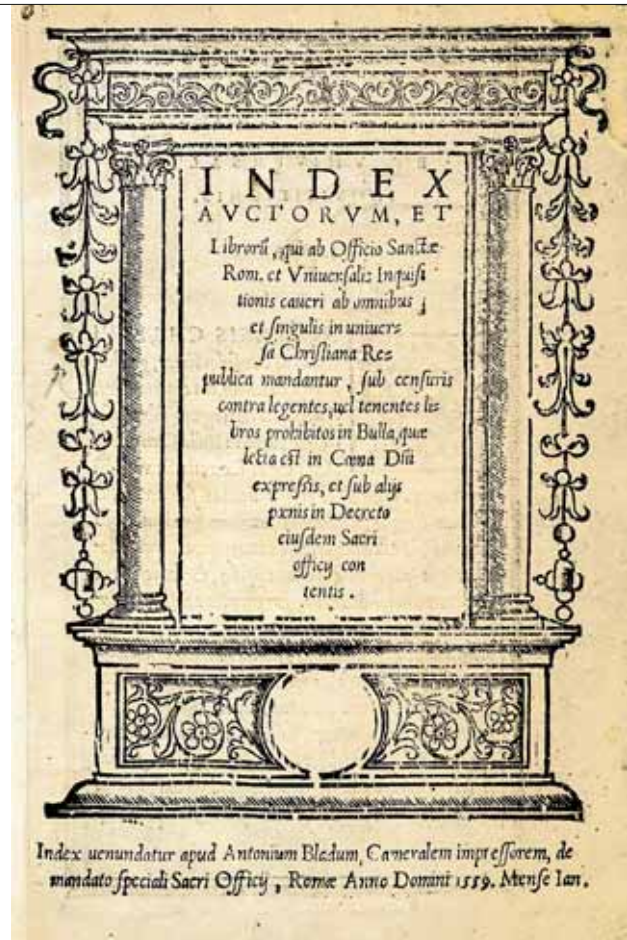 INDEX
AVCTORVM, ET
Librorũ, qui ab Officio Sanctæ
Rom. et Vniuersalis Inquisi
tionis caueri ab omnibus
et singulis in uniuer=
sa Christiana Re=
publica mandantur, sub censuris
contra legentes, uel tenentes li=
bros prohibitos in Bulla, quæ
lecta est in Cœna Dñi
expressis, et sub alijs
pœnis in Decreto
eiusdem Sacri
officij con
tentis.
Index uenundatur apud Antonium Bladum, Cameralem impressorem, de
mandato speciali Sacri Officij, Romæ Anno Domini 1559. Mense Ian.